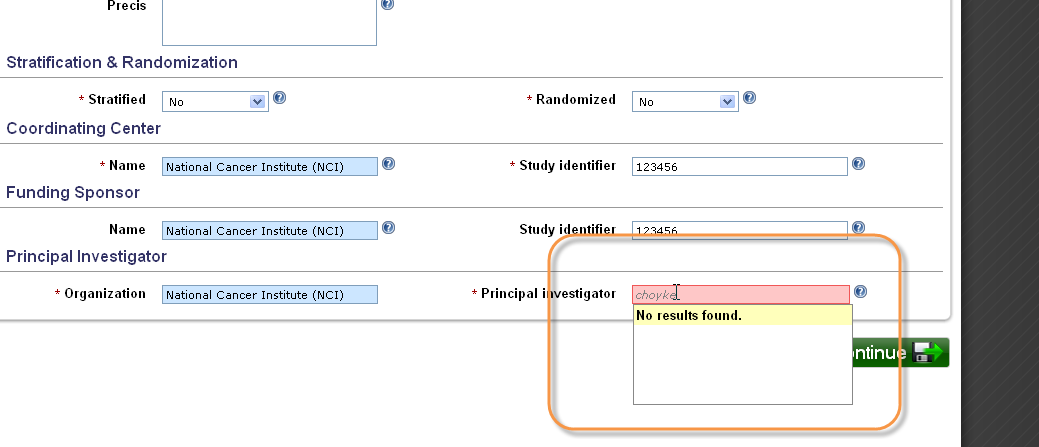 Precis
Stratification & Randomization
* Stratified No * Randomized No
Coordinating Center
* Name National Cancer Institute (NCI) * Study identifier 123456
Funding Sponsor
Name National Cancer Institute (NCI) Study identifier 123456
Principal Investigator
* Organization National Cancer Institute (NCI) * Principal investigator choyke
No results found.
ontinue